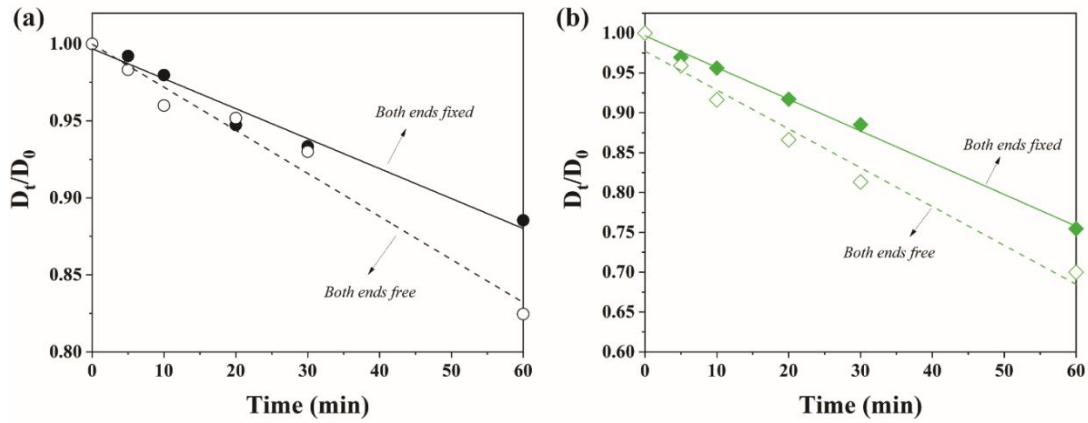 (a)
1.00
0.95
0.90
0.85
0.80
Dt/D0
Both ends fixed
Both ends free
0 10 20 30 40 50 60
Time (min)
(b)
1.00
0.95
0.90
0.85
0.80
0.75
0.70
0.65
0.60
Dt/D0
Both ends fixed
Both ends free
0 10 20 30 40 50 60
Time (min)